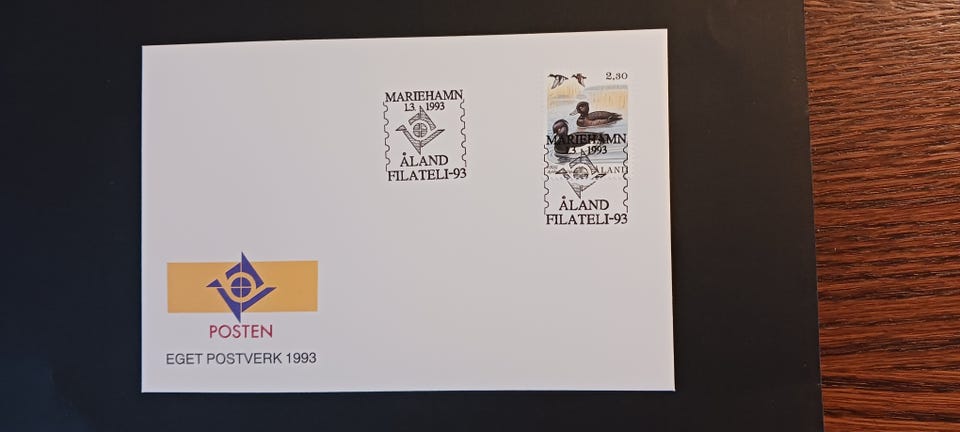 MARIEHAMN
1.3. 1993
ÅLAND
FILATELI-93
2,30
MARIEHAMN
1.3. 1993
ÅLAND
ÅLAND
FILATELI-93
POSTEN
EGET POSTVERK 1993